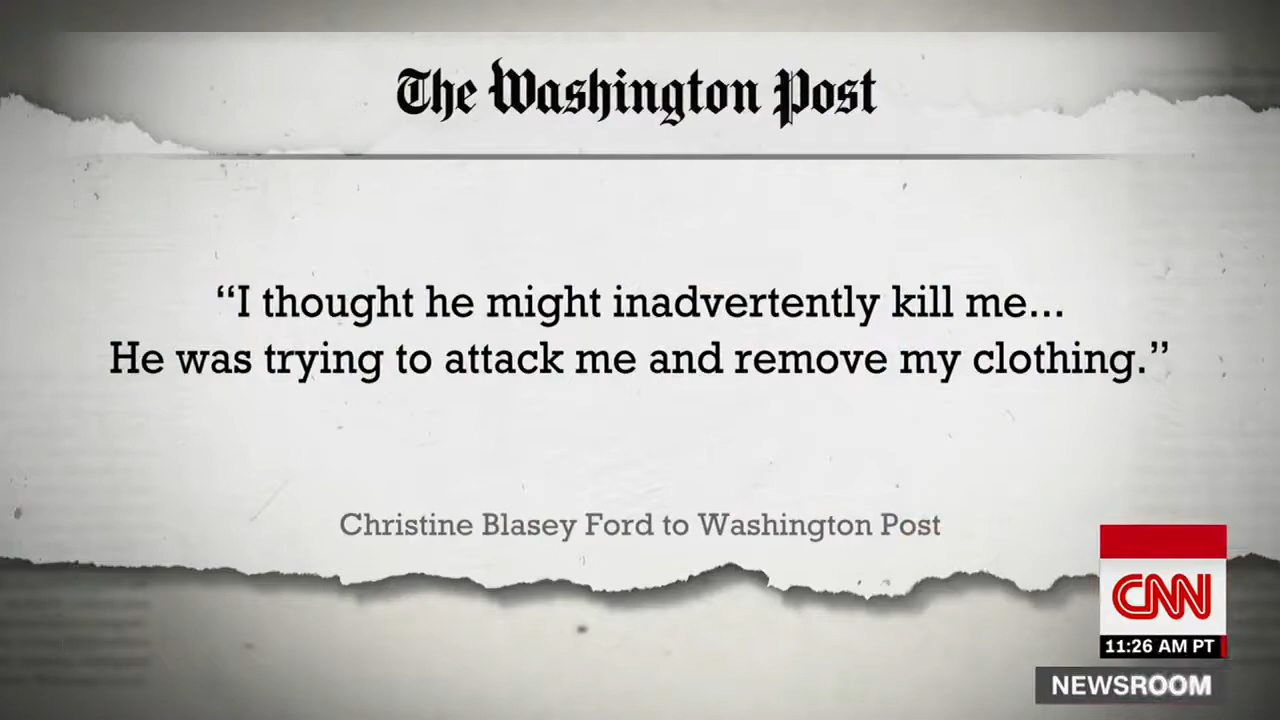 The Washington Post
“I thought he might inadvertently kill me...
He was trying to attack me and remove my clothing.”
Christine Blasey Ford to Washington Post
CNN
11:26 AM PT
NEWSROOM